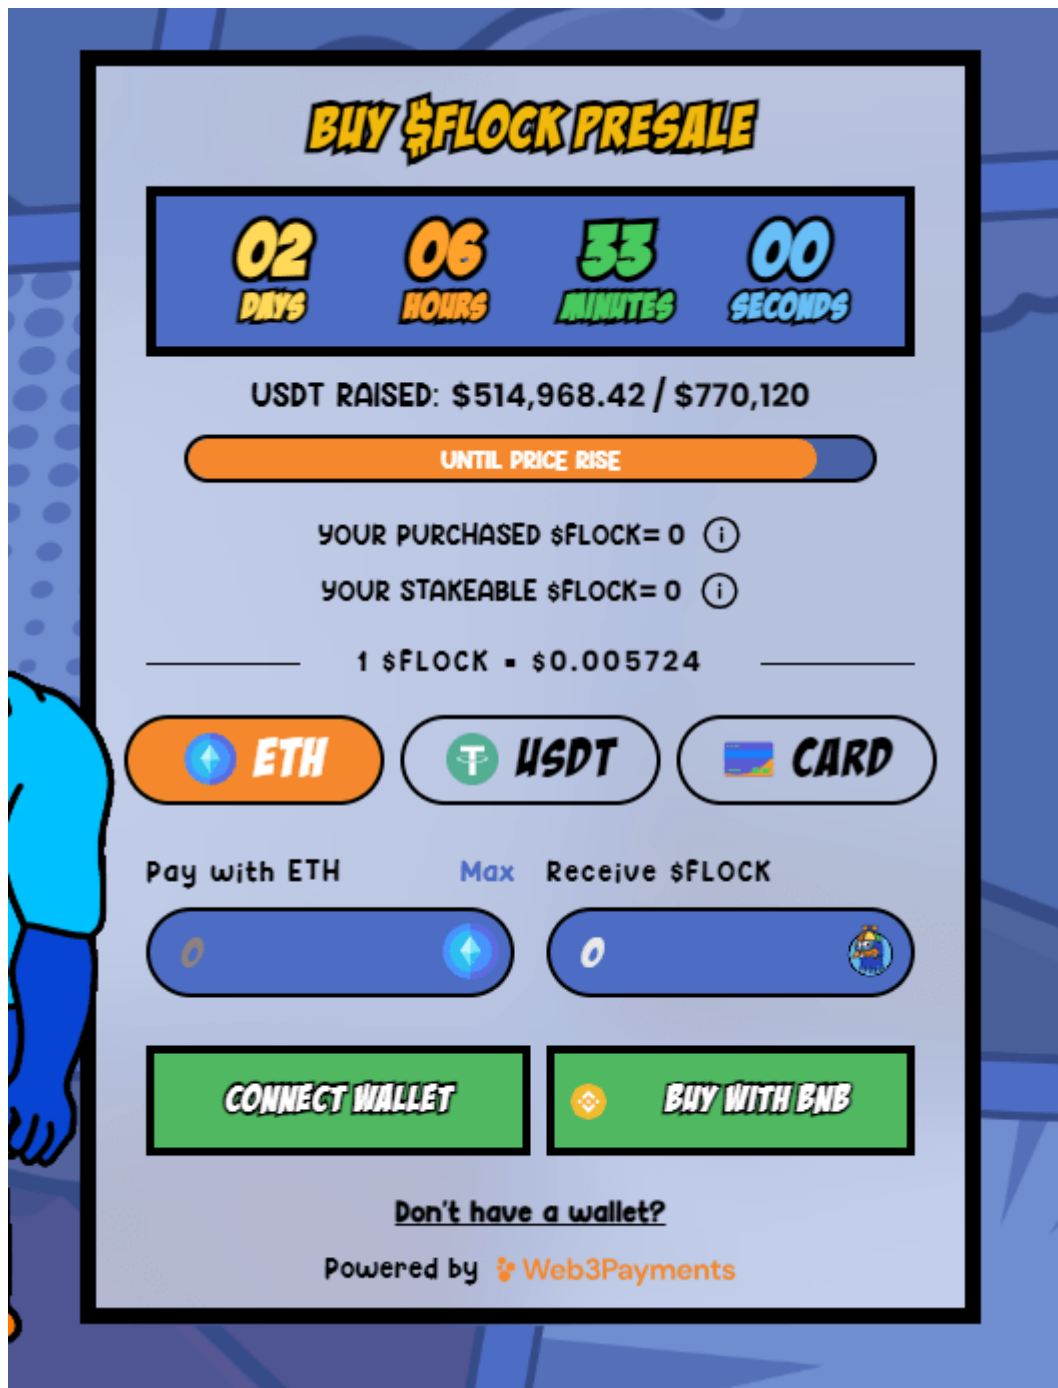 BUY $FLOCK PRESALE
02 06 33 00
DAYS HOURS MINUTES SECONDS
USDT RAISED: $514,968.42 / $770,120
UNTIL PRICE RISE
YOUR PURCHASED $FLOCK= 0 i
YOUR STAKEABLE $FLOCK= 0 i
1 $FLOCK = $0.005724
ETH USDT CARD
Pay with ETH Max Receive $FLOCK
0 0
CONNECT WALLET BUY WITH BNB
Don't have a wallet?
Powered by Web3Payments